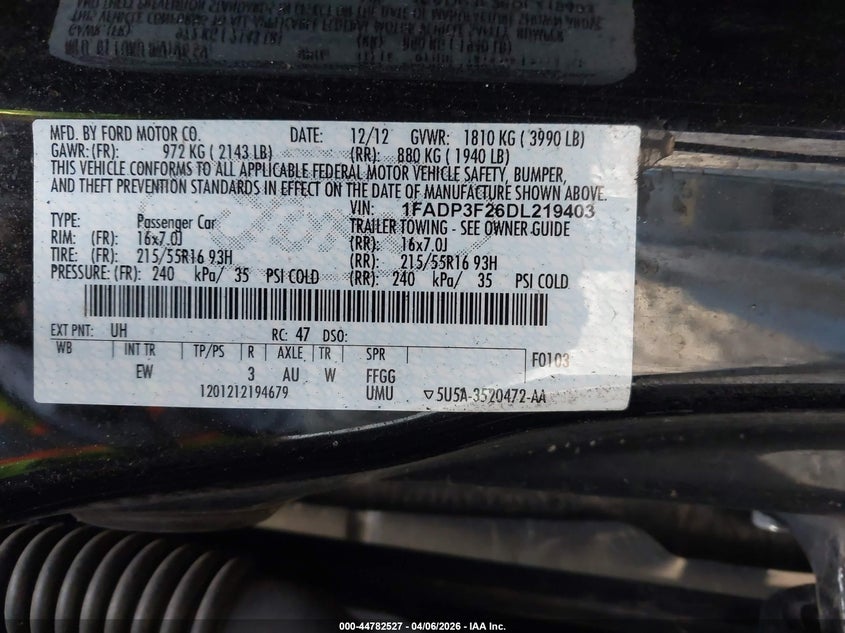 MFD. BY FORD MOTOR CO. DATE: 12/12 GVWR: 1810 KG ( 3990 LB)
GAWR: (FR): 972 KG ( 2143 LB) (RR): 880 KG ( 1940 LB)
THIS VEHICLE CONFORMS TO ALL APPLICABLE FEDERAL MOTOR VEHICLE SAFETY, BUMPER,
AND THEFT PREVENTION STANDARDS IN EFFECT ON THE DATE OF MANUFACTURE SHOWN ABOVE.
VIN: 1FADP3F26DL219403
TYPE: Passenger Car TRAILER TOWING - SEE OWNER GUIDE
RIM: (FR): 16x7.0J (RR): 16x7.0J
TIRE: (FR): 215/55R16 93H (RR): 215/55R16 93H
PRESSURE: (FR): 240 kPa/ 35 PSI COLD (RR): 240 kPa/ 35 PSI COLD
EXT PNT: UH RC: 47 DSO:
WB INT TR TP/PS R AXLE TR SPR F0103
EW 3 AU W FFGG
1201212194679 UMU ▽5U5A-3520472-AA
000-44782527 - 04/06/2026 - IAA Inc.